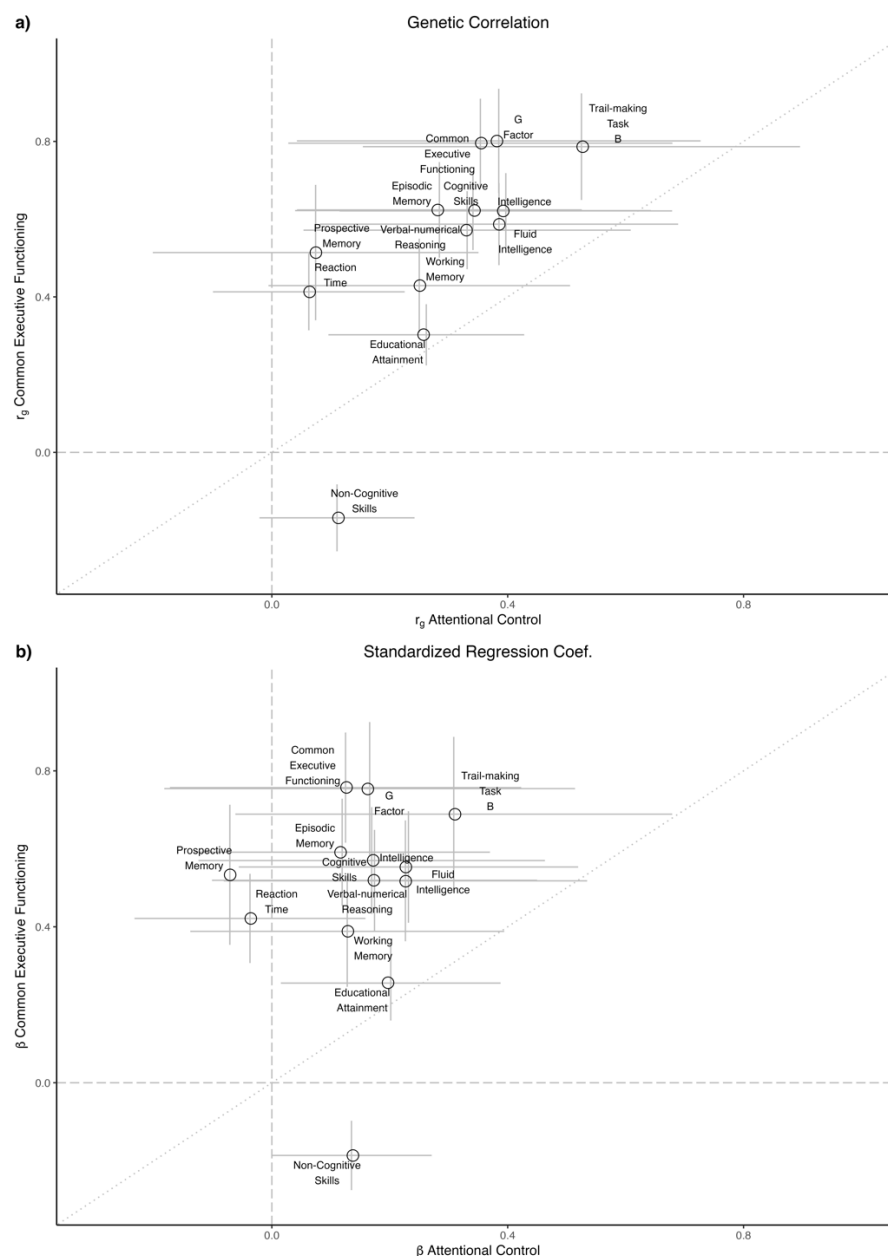 a)
Genetic Correlation
r_g Common Executive Functioning
0.8
0.4
0.0
G
Factor
Trail-making
Task
B
Common
Executive
Functioning
Episodic
Memory
Cognitive
Skills
Intelligence
Prospective
Memory
Verbal-numerical
Reasoning
Fluid
Intelligence
Reaction
Time
Working
Memory
Educational
Attainment
Non-Cognitive
Skills
0.0
0.4
0.8
r_g Attentional Control
b)
Standardized Regression Coef.
β Common Executive Functioning
0.8
0.4
0.0
Common
Executive
Functioning
G
Factor
Trail-making
Task
B
Episodic
Memory
Prospective
Memory
Cognitive
Skills
Intelligence
Fluid
Intelligence
Reaction
Time
Verbal-numerical
Reasoning
Working
Memory
Educational
Attainment
Non-Cognitive
Skills
0.0
0.4
0.8
β Attentional Control